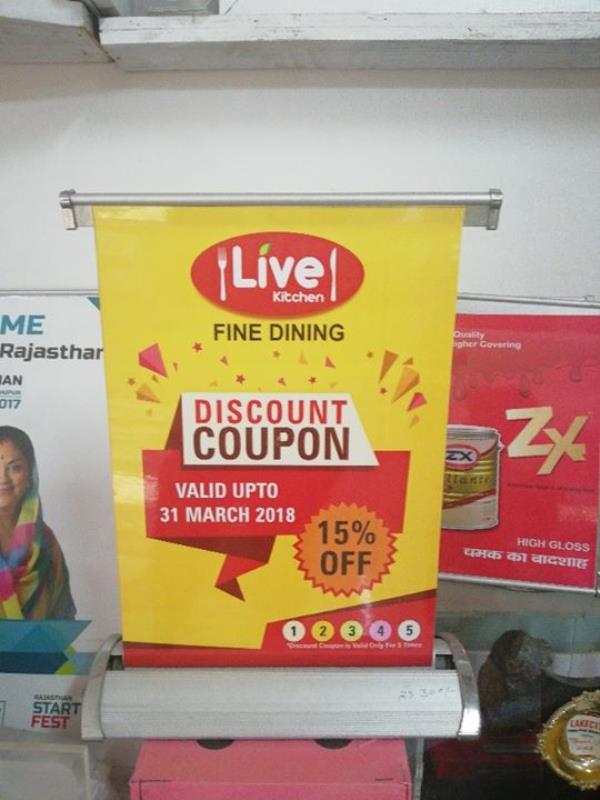 Live
Kitchen
FINE DINING
DISCOUNT
COUPON
VALID UPTO
31 MARCH 2018
15%
OFF
1 2 3 4 5
*Discount Coupon is Valid Only For 5 Times
ME
Rajasthan
2017
RAJASTHAN
START
FEST
Quality
Higher Covering
ZX
ZX
HIGH GLOSS
चमक का बादशाह